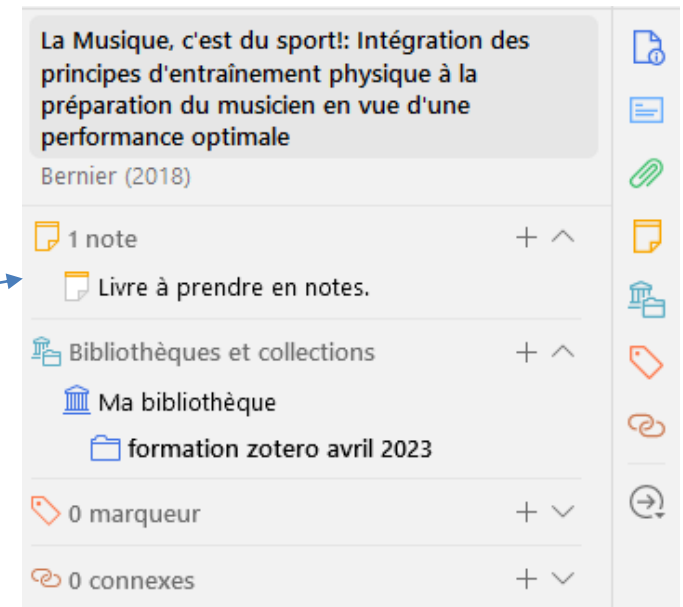 La Musique, c'est du sport!: Intégration des
principes d'entraînement physique à la
préparation du musicien en vue d'une
performance optimale
Bernier (2018)
1 note
Livre à prendre en notes.
Bibliothèques et collections
Ma bibliothèque
formation zotero avril 2023
0 marqueur
0 connexes